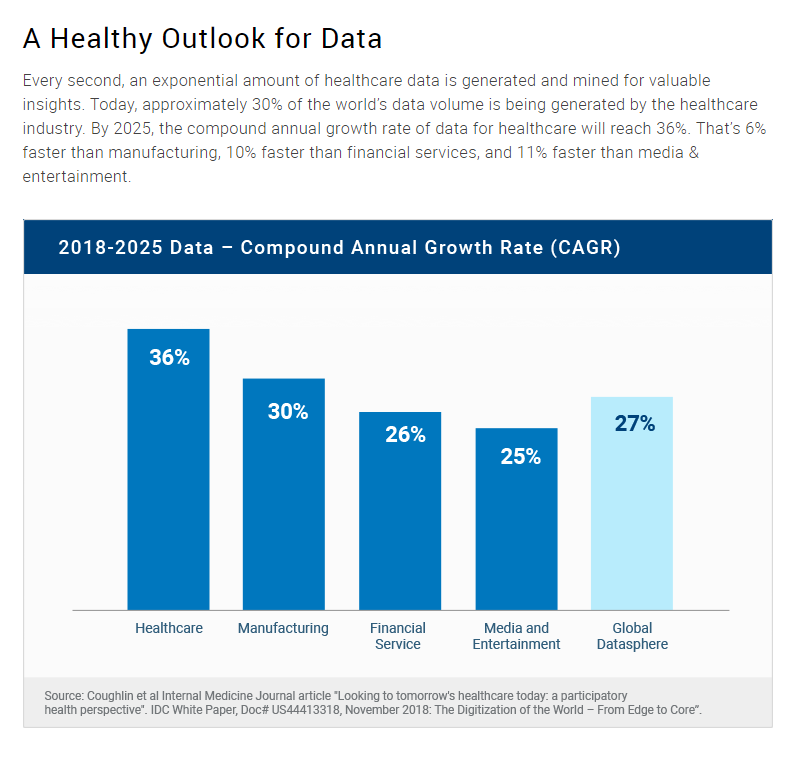 A Healthy Outlook for Data
Every second, an exponential amount of healthcare data is generated and mined for valuable
insights. Today, approximately 30% of the world’s data volume is being generated by the healthcare
industry. By 2025, the compound annual growth rate of data for healthcare will reach 36%. That’s 6%
faster than manufacturing, 10% faster than financial services, and 11% faster than media &
entertainment.
2018-2025 Data – Compound Annual Growth Rate (CAGR)
36%
30%
26%
25%
27%
Healthcare
Manufacturing
Financial
Service
Media and
Entertainment
Global
Datasphere
Source: Coughlin et al Internal Medicine Journal article "Looking to tomorrow's healthcare today: a participatory
health perspective". IDC White Paper, Doc# US44413318, November 2018: The Digitization of the World – From Edge to Core”.